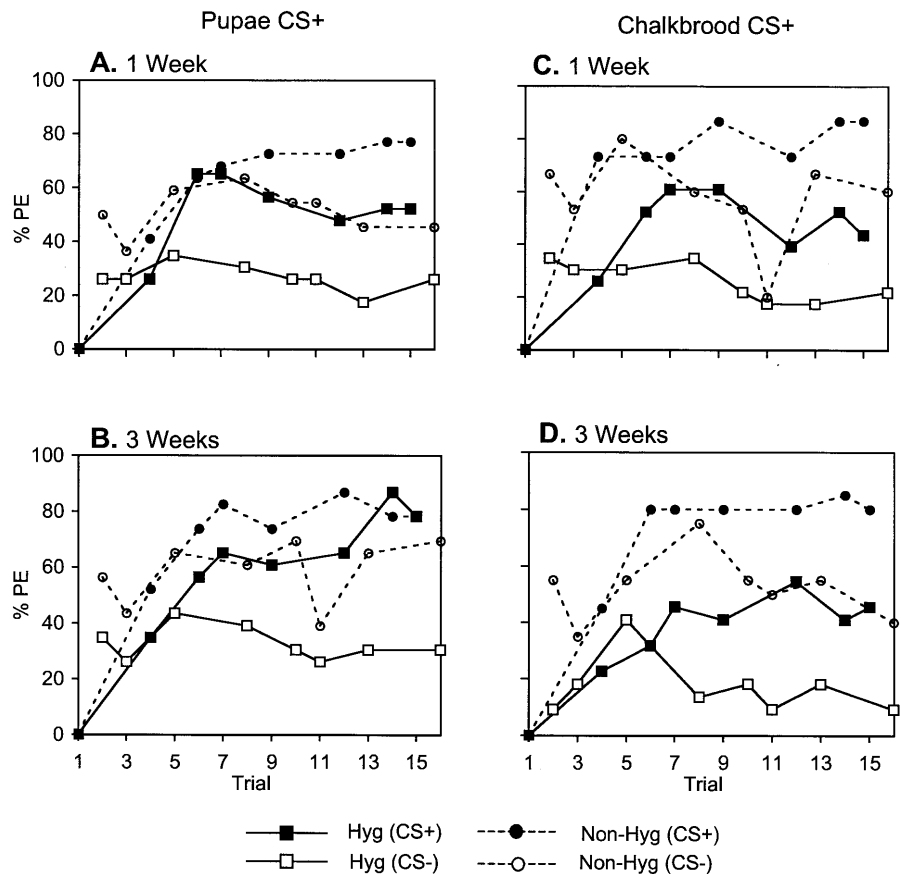 Pupae CS+
Chalkbrood CS+
A. 1 Week
C. 1 Week
100
80
60
40
20
0
% PE
B. 3 Weeks
D. 3 Weeks
100
80
60
40
20
0
% PE
1 3 5 7 9 11 13 15
1 3 5 7 9 11 13 15
Trial
Trial
Hyg (CS+)
Non-Hyg (CS+)
Hyg (CS-)
Non-Hyg (CS-)